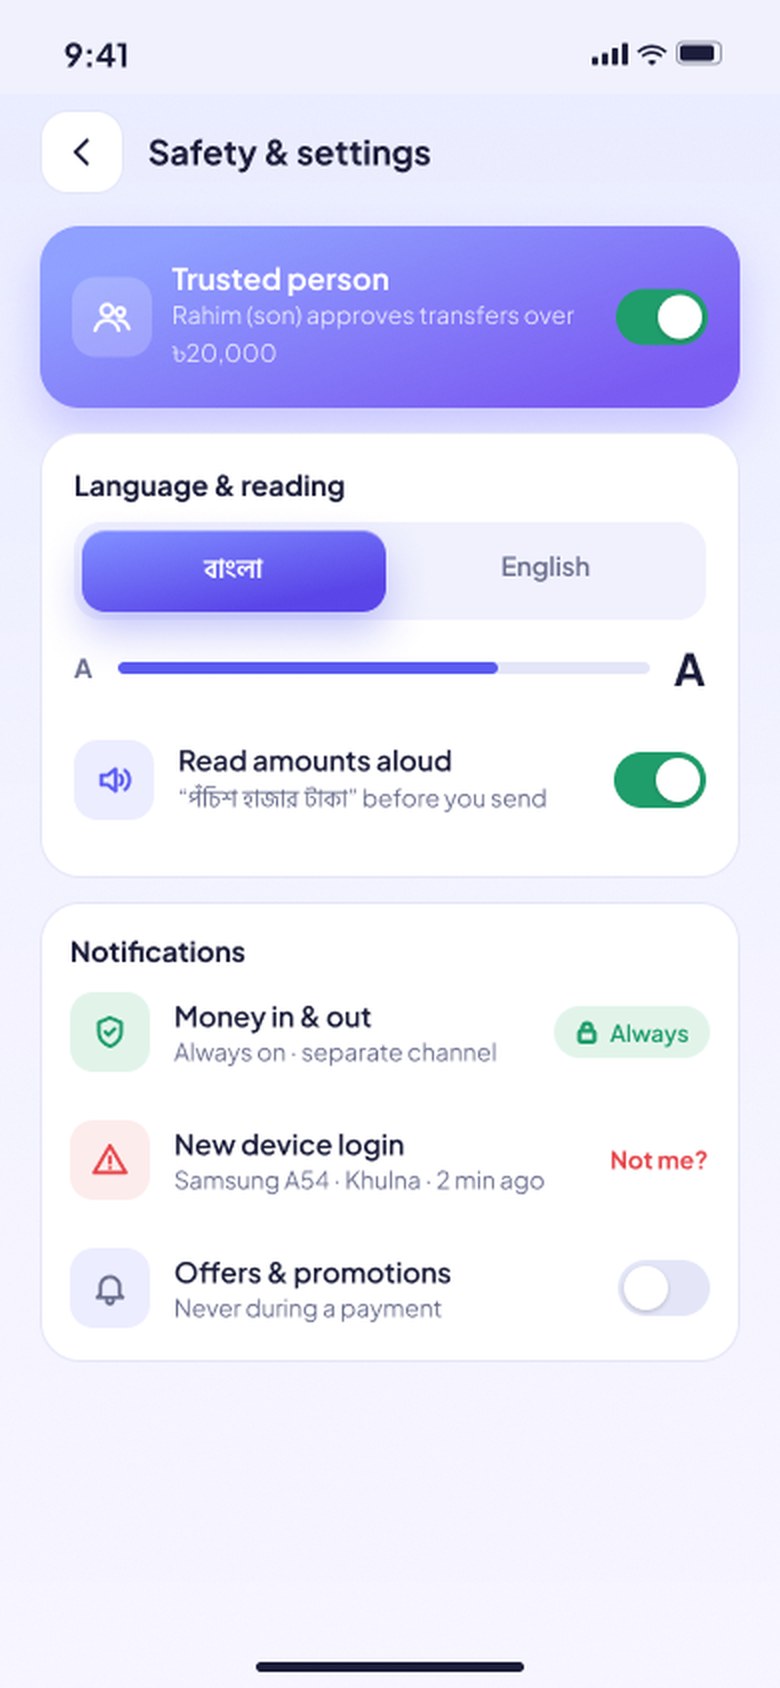 9:41
Safety & settings
Trusted person
Rahim (son) approves transfers over
৳20,000
Language & reading
বাংলা
English
A
A
Read amounts aloud
“পঁচিশ হাজার টাকা” before you send
Notifications
Money in & out
Always on · separate channel
Always
New device login
Samsung A54 · Khulna · 2 min ago
Not me?
Offers & promotions
Never during a payment